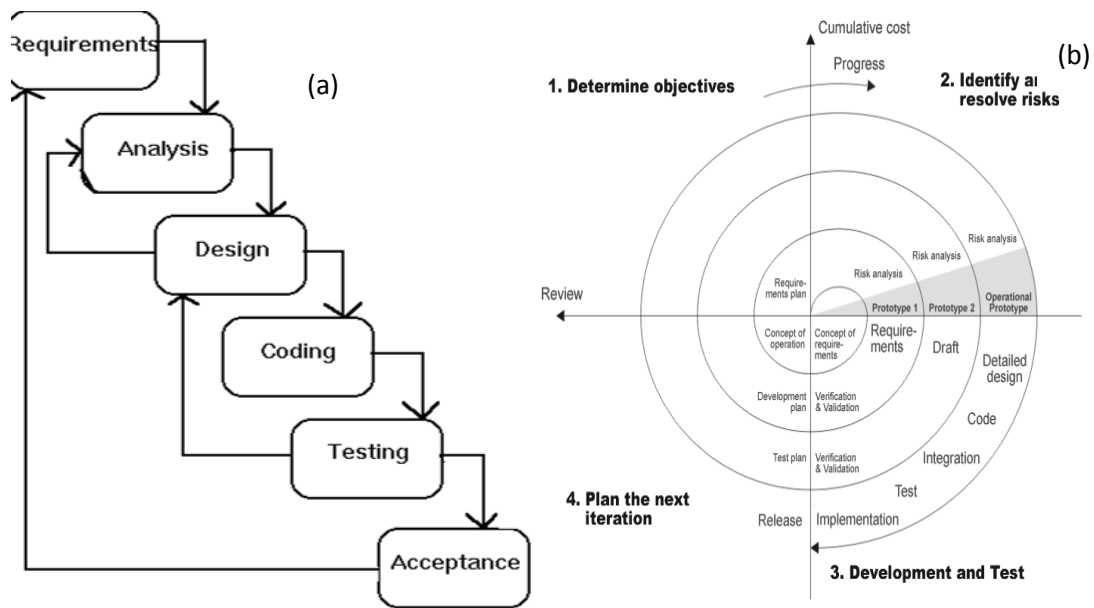 Requirements
(a)
Analysis
Design
Coding
Testing
Acceptance
Cumulative cost
(b)
Progress
1. Determine objectives
2. Identify
resolve risks
Risk analysis
Risk analysis
Risk analysis
Require-
ments plan
Review
Prototype 1
Prototype 2
Operational
Prototype
Concept of
operation
Concept of
require-
ments
Require-
ments
Draft
Detailed
design
Development
plan
Verification
& Validation
Code
Test plan
Verification
& Validation
Integration
Test
4. Plan the next
iteration
Release
Implementation
3. Development and Test